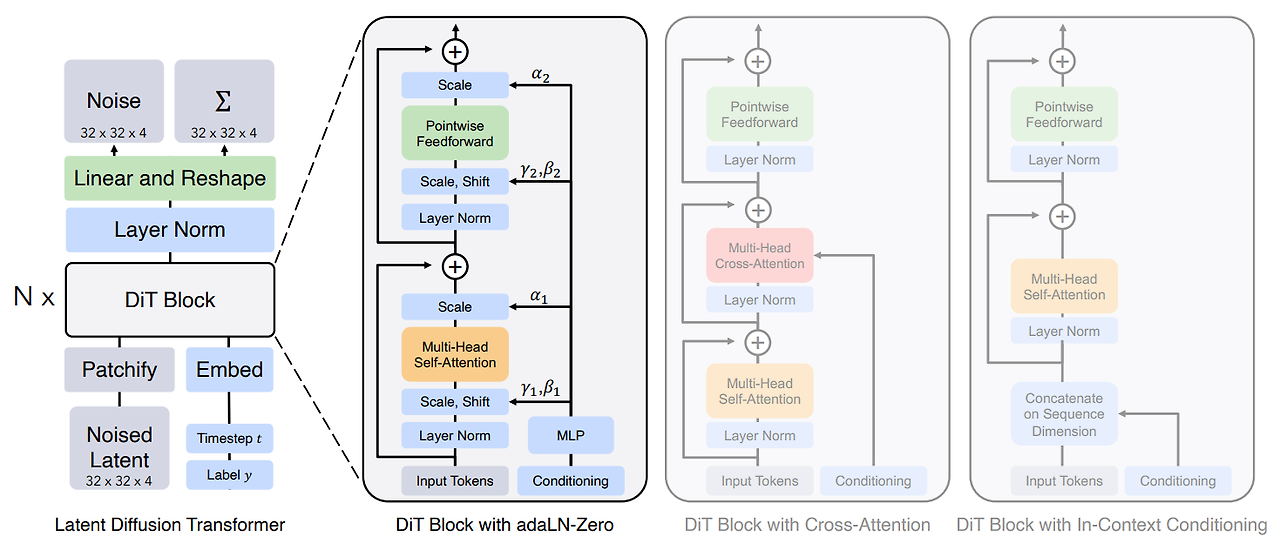 Noise
32 x 32 x 4
Σ
32 x 32 x 4
Linear and Reshape
Layer Norm
N x
DiT Block
Patchify
Embed
Noised
Latent
32 x 32 x 4
Timestep t
Label y
Latent Diffusion Transformer
+
Scale
α₂
Pointwise
Feedforward
Scale, Shift
γ₂,β₂
Layer Norm
+
Scale
α₁
Multi-Head
Self-Attention
Scale, Shift
γ₁,β₁
Layer Norm
MLP
Input Tokens
Conditioning
DiT Block with adaLN-Zero
+
Pointwise
Feedforward
Layer Norm
+
Multi-Head
Cross-Attention
Layer Norm
+
Multi-Head
Self-Attention
Layer Norm
Input Tokens
Conditioning
DiT Block with Cross-Attention
+
Pointwise
Feedforward
Layer Norm
+
Multi-Head
Self-Attention
Layer Norm
Concatenate
on Sequence
Dimension
Input Tokens
Conditioning
DiT Block with In-Context Conditioning